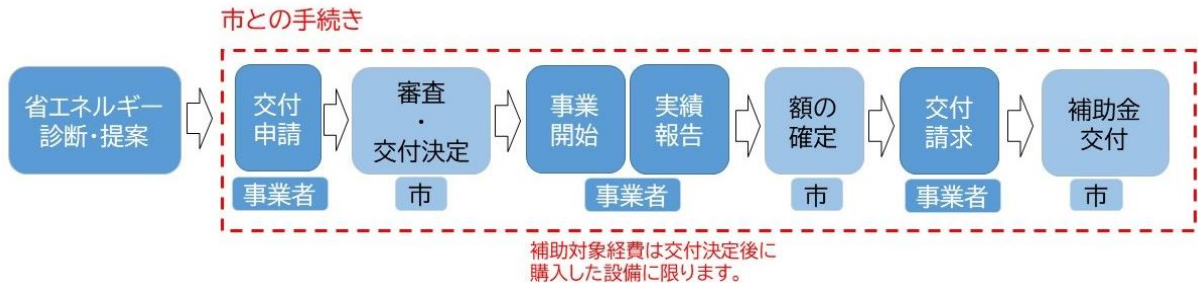 市との手続き
省エネルギー
診断・提案
交付
申請
審査
・
交付決定
事業
開始
実績
報告
額の
確定
交付
請求
補助金
交付
事業者
市
事業者
市
事業者
市
補助対象経費は交付決定後に
購入した設備に限ります。